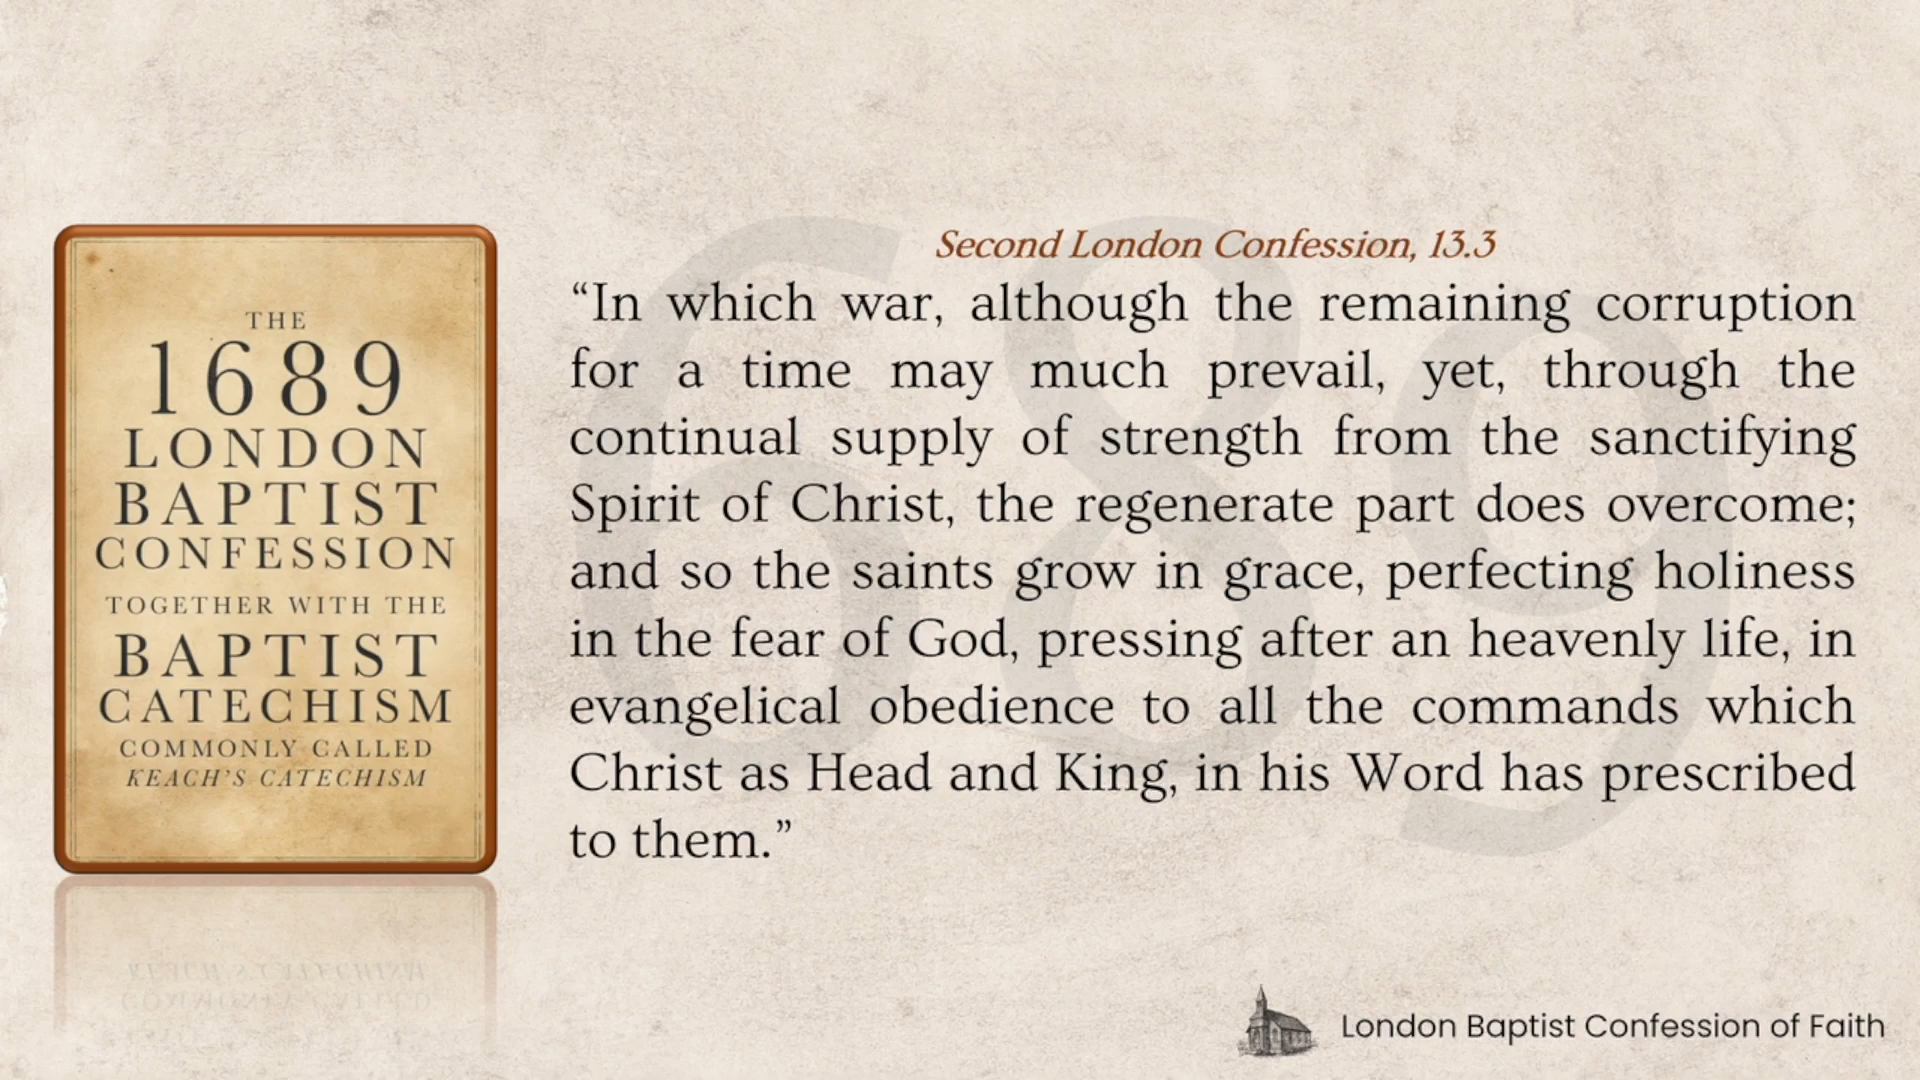 THE
1689
LONDON
BAPTIST
CONFESSION
TOGETHER WITH THE
BAPTIST
CATECHISM
COMMONLY CALLED
KEACH'S CATECHISM
Second London Confession, 13.3
“In which war, although the remaining corruption
for a time may much prevail, yet, through the
continual supply of strength from the sanctifying
Spirit of Christ, the regenerate part does overcome;
and so the saints grow in grace, perfecting holiness
in the fear of God, pressing after an heavenly life, in
evangelical obedience to all the commands which
Christ as Head and King, in his Word has prescribed
to them.”
London Baptist Confession of Faith
689